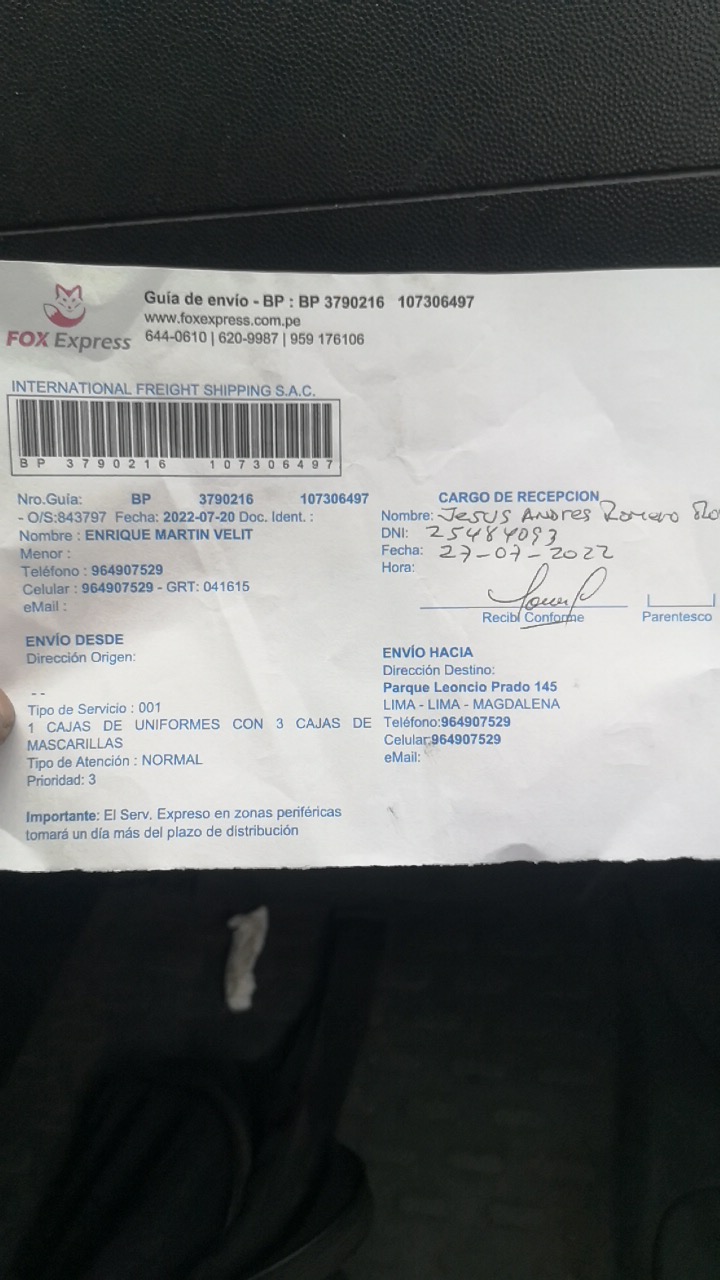 Guía de envío - BP : BP 3790216 107306497
www.foxexpress.com.pe
644-0610 | 620-9987 | 959 176106
FOX Express
INTERNATIONAL FREIGHT SHIPPING S.A.C.
BP 3790216 107306497
Nro.Guía: BP 3790216 107306497
- O/S:843797 Fecha: 2022-07-20 Doc. Ident. :
Nombre : ENRIQUE MARTIN VELIT
Menor :
Teléfono : 964907529
Celular : 964907529 - GRT: 041615
eMail :
ENVÍO DESDE
Dirección Origen:
- -
Tipo de Servicio : 001
1 CAJAS DE UNIFORMES CON 3 CAJAS DE
MASCARILLAS
Tipo de Atención : NORMAL
Prioridad: 3
Importante: El Serv. Expreso en zonas periféricas
tomará un día más del plazo de distribución
CARGO DE RECEPCION
Nombre: Jesus Andres Romero
DNI: 25484093
Fecha: 27-07-2022
Hora:
Recibí Conforme
Parentesco
ENVÍO HACIA
Dirección Destino:
Parque Leoncio Prado 145
LIMA - LIMA - MAGDALENA
Teléfono:964907529
Celular:964907529
eMail: